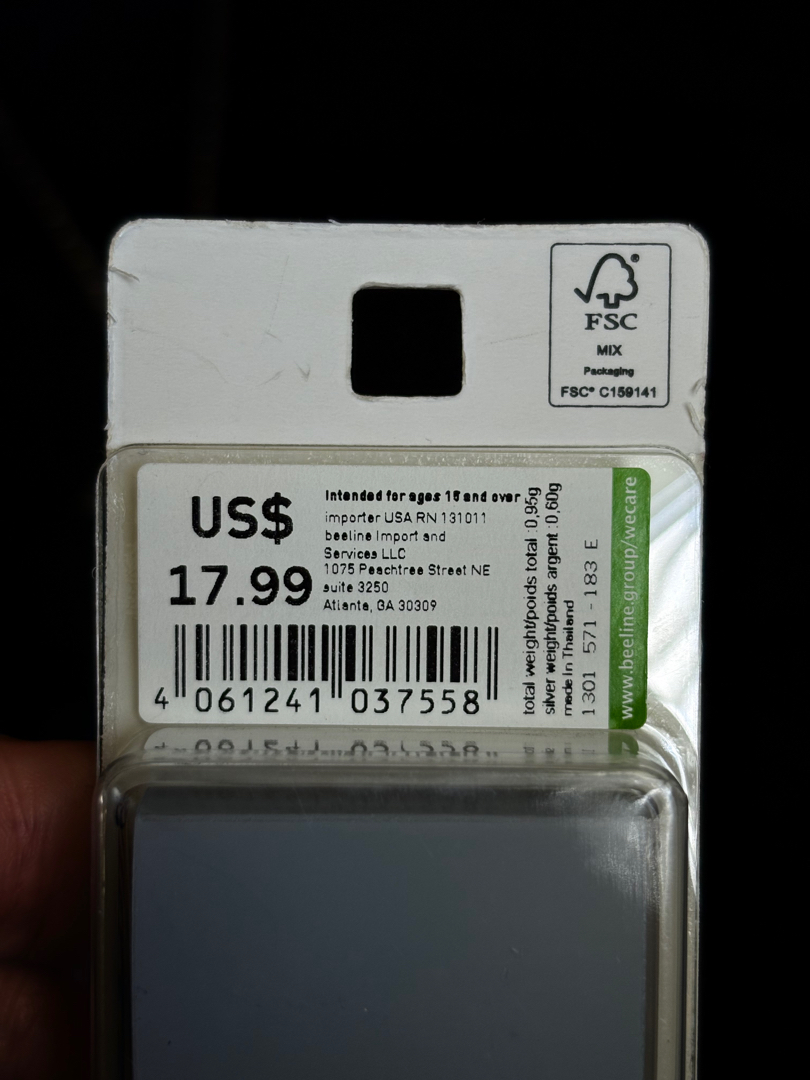 FSC®
MIX
Packaging
FSC® C159141
US$
17.99
Intended for ages 15 and over
importer USA RN 131011
beeline Import and
Services LLC
1075 Peachtree Street NE
suite 3250
Atlanta, GA 30309
4 061241 037558
total weight/poids total :0,95g
silver weight/poids argent :0,60g
made In Thailand
1301 571 - 183 E
www.beeline.group/wecare